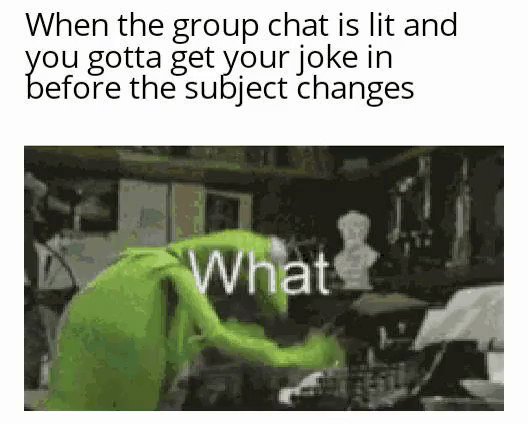 When the group chat is lit and
you gotta get your joke in
before the subject changes
What